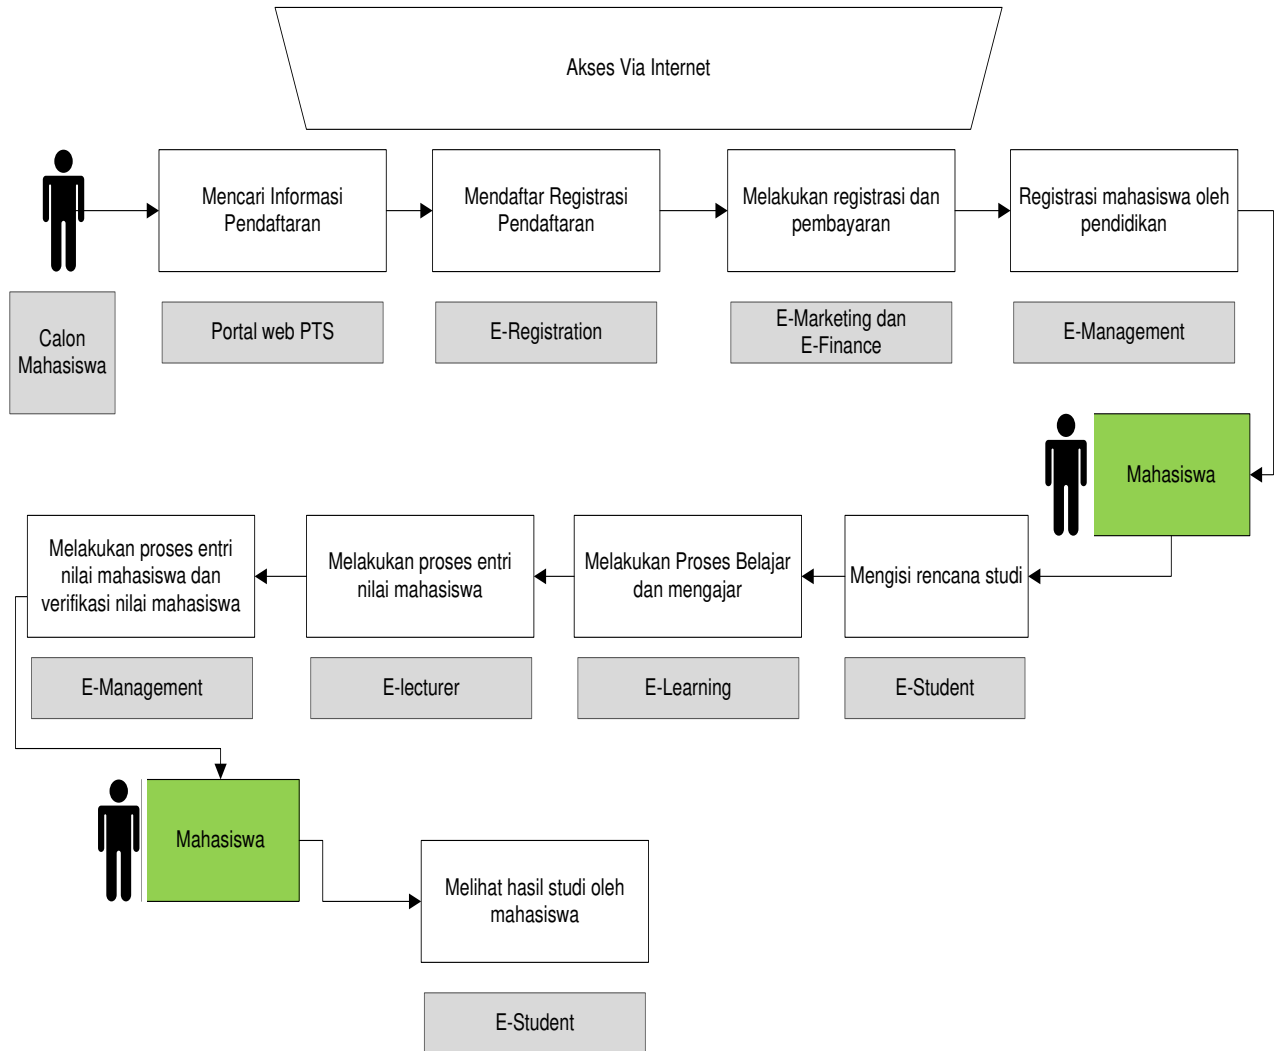 Akses Via Internet
Mencari Informasi
Pendaftaran
Mendaftar Registrasi
Pendaftaran
Melakukan registrasi dan
pembayaran
Registrasi mahasiswa oleh
pendidikan
Calon
Mahasiswa
Portal web PTS
E-Registration
E-Marketing dan
E-Finance
E-Management
Mahasiswa
Melakukan proses entri
nilai mahasiswa dan
verifikasi nilai mahasiswa
Melakukan proses entri
nilai mahasiswa
Melakukan Proses Belajar
dan mengajar
Mengisi rencana studi
E-Management
E-lecturer
E-Learning
E-Student
Mahasiswa
Melihat hasil studi oleh
mahasiswa
E-Student